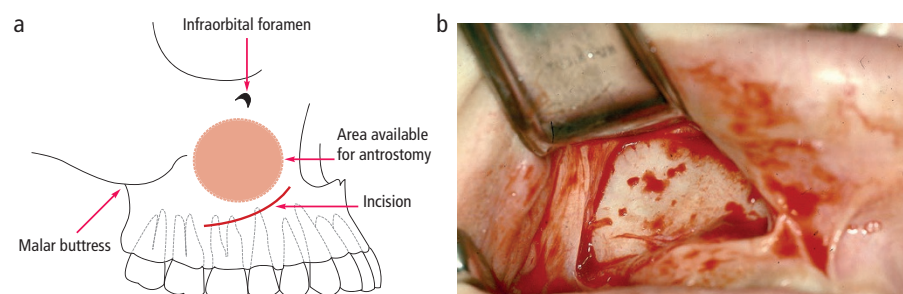 a
Infraorbital foramen
Area available
for antrostomy
Incision
Malar buttress
b